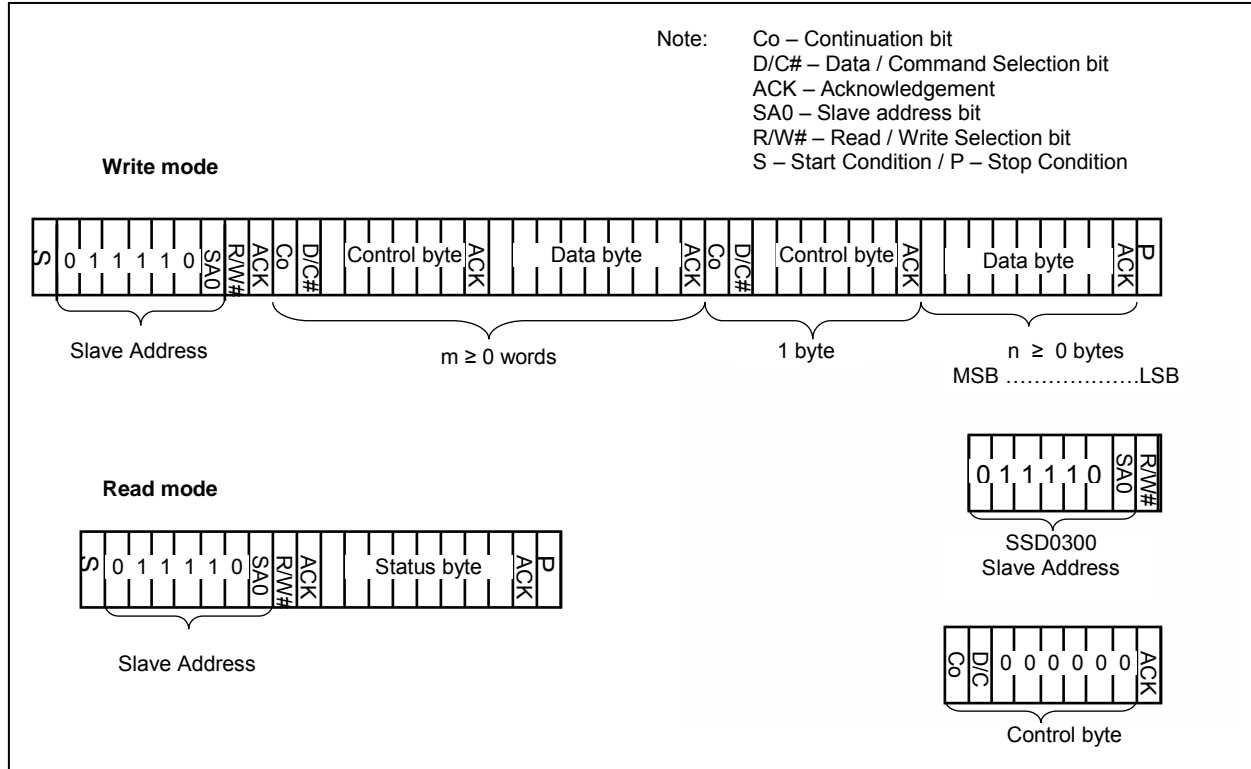 Note: Co – Continuation bit
D/C# – Data / Command Selection bit
ACK – Acknowledgement
SA0 – Slave address bit
R/W# – Read / Write Selection bit
S – Start Condition / P – Stop Condition
Write mode
S 0 1 1 1 1 0 SA0 R/W# ACK Co D/C# Control byte ACK Data byte ACK Co D/C# Control byte ACK Data byte ACK P
Slave Address m ≥ 0 words 1 byte n ≥ 0 bytes
MSB ……………….LSB
0 1 1 1 1 0 SA0 R/W#
SSD0300
Slave Address
Read mode
S 0 1 1 1 1 0 SA0 R/W# ACK Status byte ACK P
Slave Address
Co D/C 0 0 0 0 0 0 ACK
Control byte